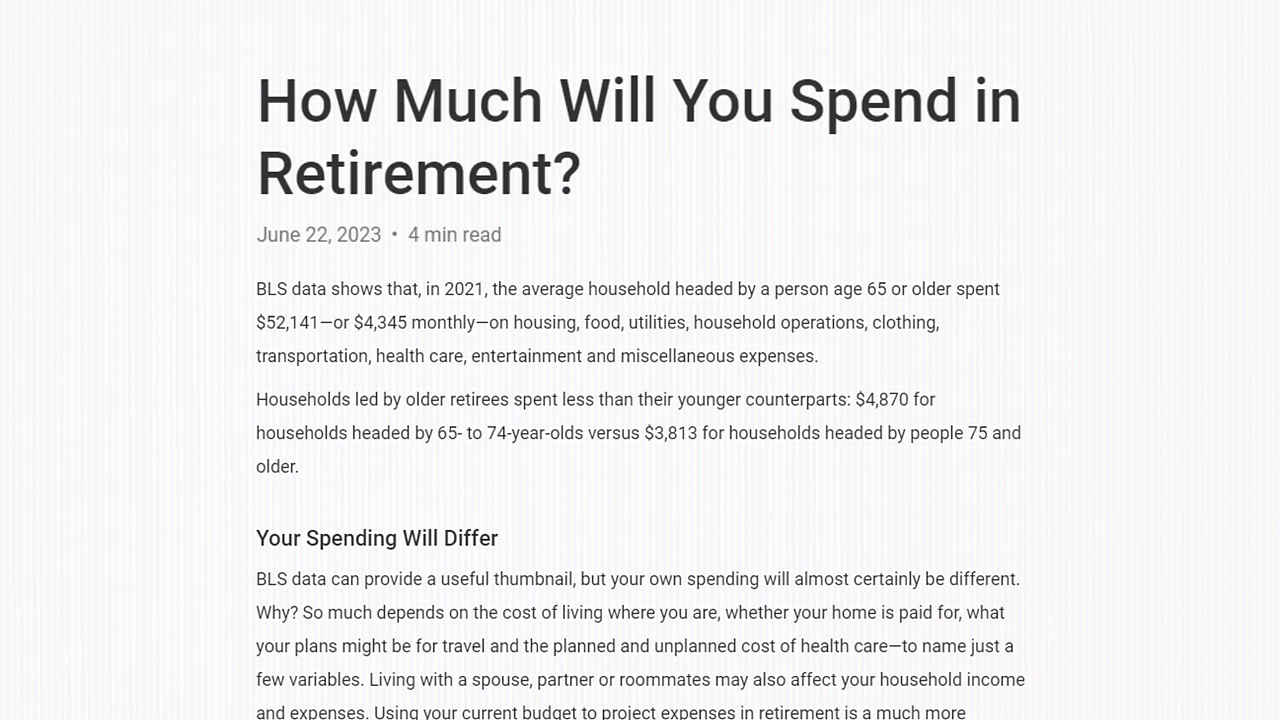 How Much Will You Spend in
Retirement?
June 22, 2023 • 4 min read
BLS data shows that, in 2021, the average household headed by a person age 65 or older spent
$52,141—or $4,345 monthly—on housing, food, utilities, household operations, clothing,
transportation, health care, entertainment and miscellaneous expenses.
Households led by older retirees spent less than their younger counterparts: $4,870 for
households headed by 65- to 74-year-olds versus $3,813 for households headed by people 75 and
older.
Your Spending Will Differ
BLS data can provide a useful thumbnail, but your own spending will almost certainly be different.
Why? So much depends on the cost of living where you are, whether your home is paid for, what
your plans might be for travel and the planned and unplanned cost of health care—to name just a
few variables. Living with a spouse, partner or roommates may also affect your household income
and expenses. Using your current budget to project expenses in retirement is a much more